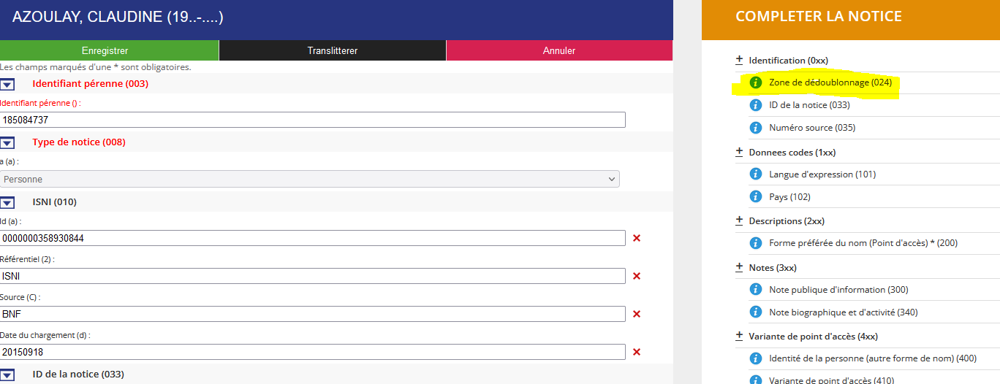 AZOULAY, CLAUDINE (19..-....)
Enregistrer
Translitterer
Annuler
Les champs marqués d'une * sont obligatoires.
Identifiant pérenne (003)
Identifiant pérenne () :
185084737
Type de notice (008)
a (a) :
Personne
ISNI (010)
Id (a) :
0000000358930844
Référentiel (2) :
ISNI
Source (C) :
BNF
Date du chargement (d) :
20150918
ID de la notice (033)
COMPLETER LA NOTICE
Identification (0xx)
Zone de dédoublonnage (024)
ID de la notice (033)
Numéro source (035)
Donnees codes (1xx)
Langue d'expression (101)
Pays (102)
Descriptions (2xx)
Forme préférée du nom (Point d'accès) * (200)
Notes (3xx)
Note publique d'information (300)
Note biographique et d'activité (340)
Variante de point d'accès (4xx)
Identité de la personne (autre forme de nom) (400)
Variante de point d'accès (410)